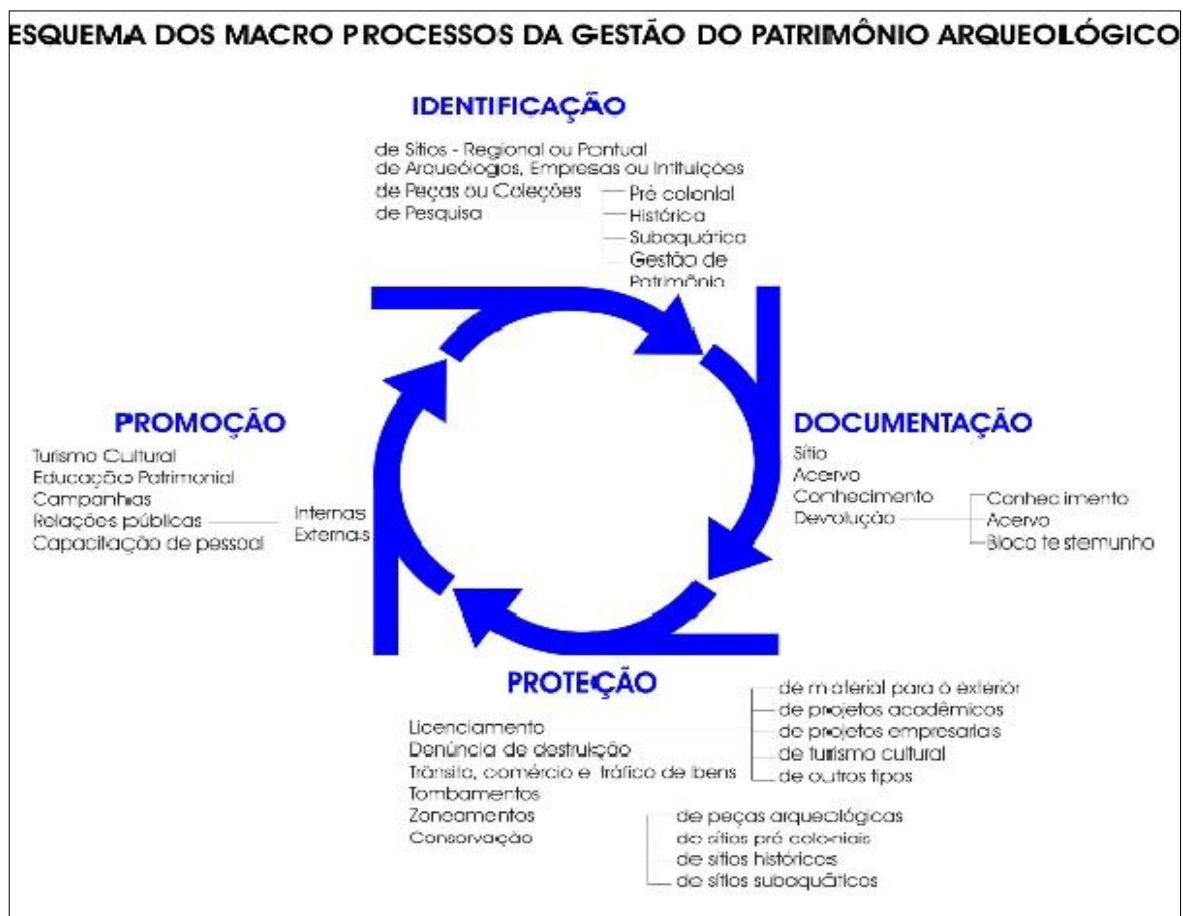 ESQUEMA DOS MACRO PROCESSOS DA GESTÃO DO PATRIMÔNIO ARQUEOLÓGICO
IDENTIFICAÇÃO
de Sítios - Regional ou Pontual
de Arqueólogios, Empresas ou Intituições
de Peças ou Coleções
de Pesquisa
Pré colonial
Histórica
Subaquática
Gestão de
Patrimônio
DOCUMENTAÇÃO
Sítio
Acervo
Conhecimento
Devolução
Conhecimento
Acervo
Bloco testemunho
PROTEÇÃO
Licenciamento
Denúncia de destruição
Trânsito, comércio e tráfico de bens
Tombamentos
Zoneamentos
Conservação
de material para o exterior
de projetos acadêmicos
de projetos empresariais
de turismo cultural
de outros tipos
de peças arqueológicas
de sítios pré coloniais
de sítios históricos
de sítios subaquáticos
PROMOÇÃO
Turismo Cultural
Educação Patrimonial
Campanhas
Relações públicas
Capacitação de pessoal
Internas
Externais